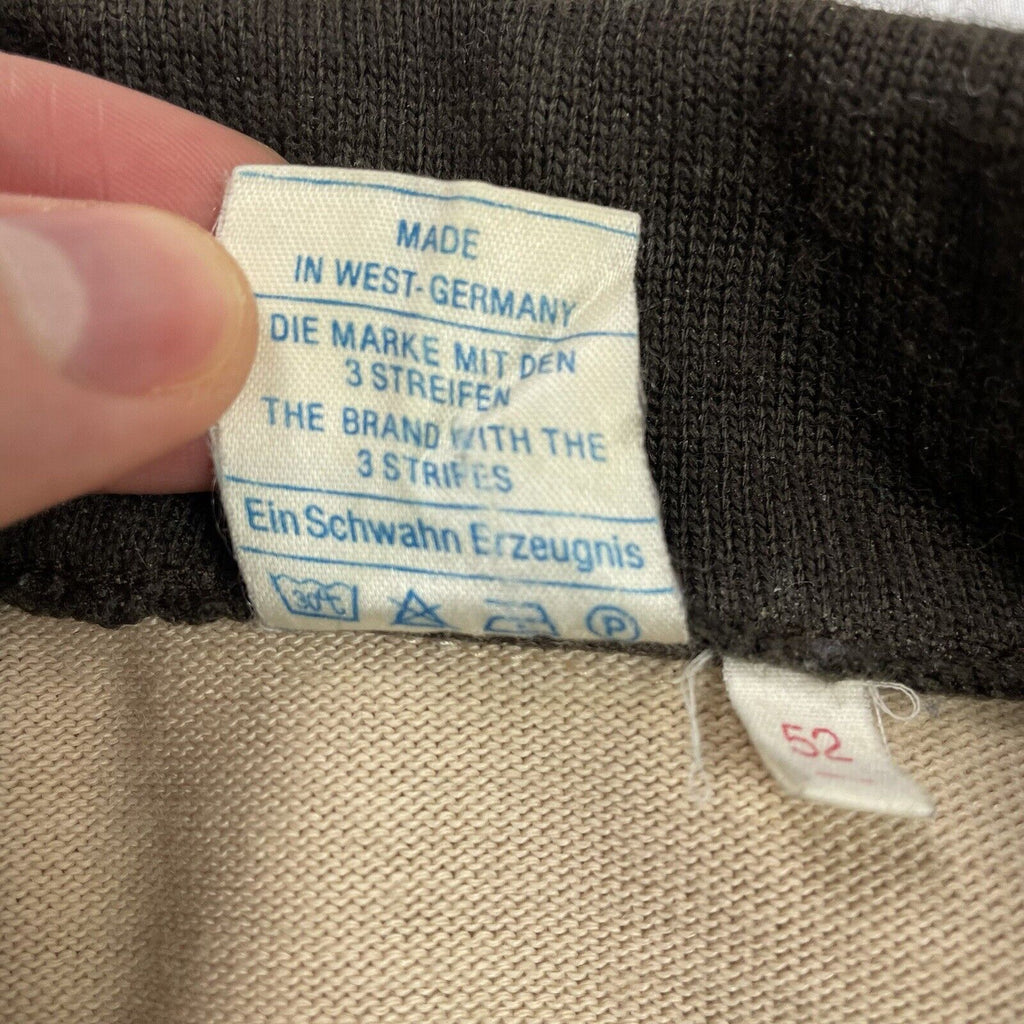 MADE
IN WEST-GERMANY
DIE MARKE MIT DEN
3 STREIFEN
THE BRAND WITH THE
3 STRIPES
Ein Schwahn Erzeugnis
30°C
P
52